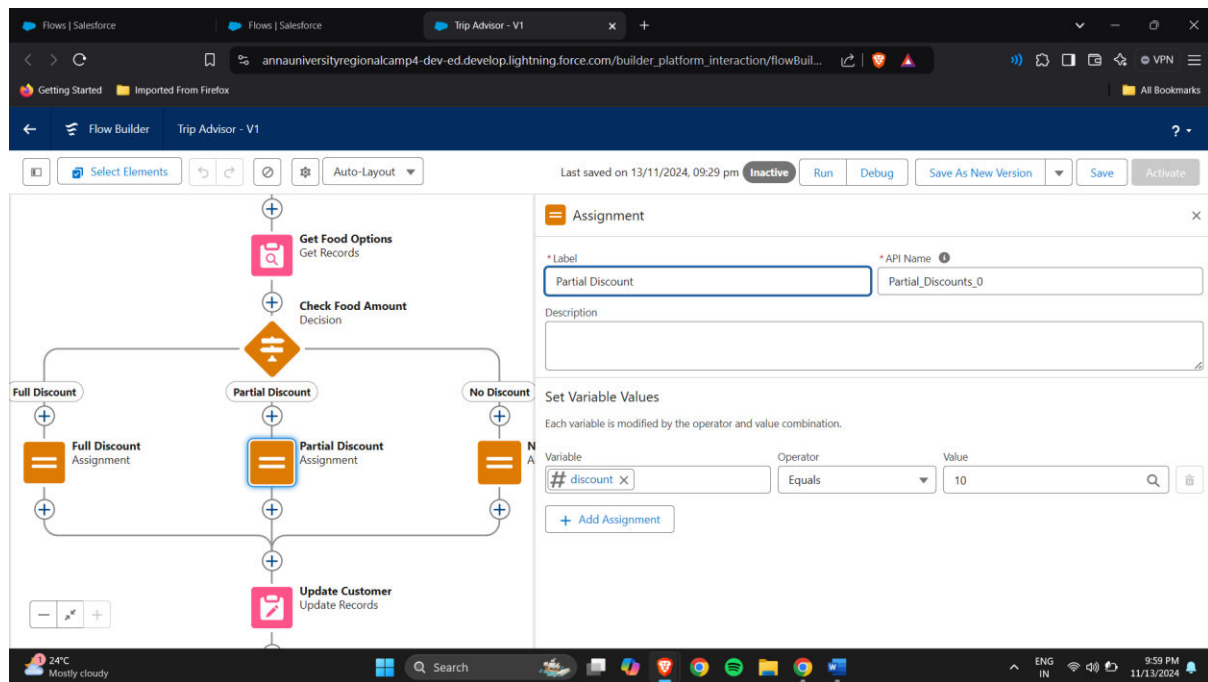 Flows | Salesforce
Flows | Salesforce
Trip Advisor - V1
annauniversityregionalcamp4-dev-ed.develop.lightning.force.com/builder_platform_interaction/flowBuil...
VPN
Getting Started
Imported From Firefox
All Bookmarks
Flow Builder
Trip Advisor - V1
?
Select Elements
Auto-Layout
Last saved on 13/11/2024, 09:29 pm
Inactive
Run
Debug
Save As New Version
Save
Activate
Get Food Options
Get Records
Check Food Amount
Decision
Full Discount
Partial Discount
No Discount
Full Discount
Assignment
Partial Discount
Assignment
N
A
Update Customer
Update Records
Assignment
* Label
* API Name
Partial Discount
Partial_Discounts_0
Description
Set Variable Values
Each variable is modified by the operator and value combination.
Variable
Operator
Value
discount
Equals
10
+ Add Assignment
1
24°C
Mostly cloudy
Search
ENG
IN
9:59 PM
11/13/2024